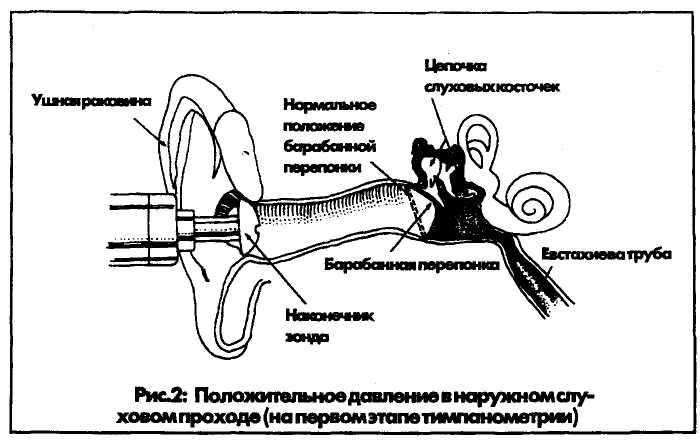 Цепочка
слуховых косточек
Ушная раковина
Нормальное
положение
барабанной
перепонки
Барабанная перепонка
Евстахиева труба
Наконечник
зонда
Рис.2: Положительное давление в наружном слу-
ховом проходе (на первом этапе тимпанометрии)